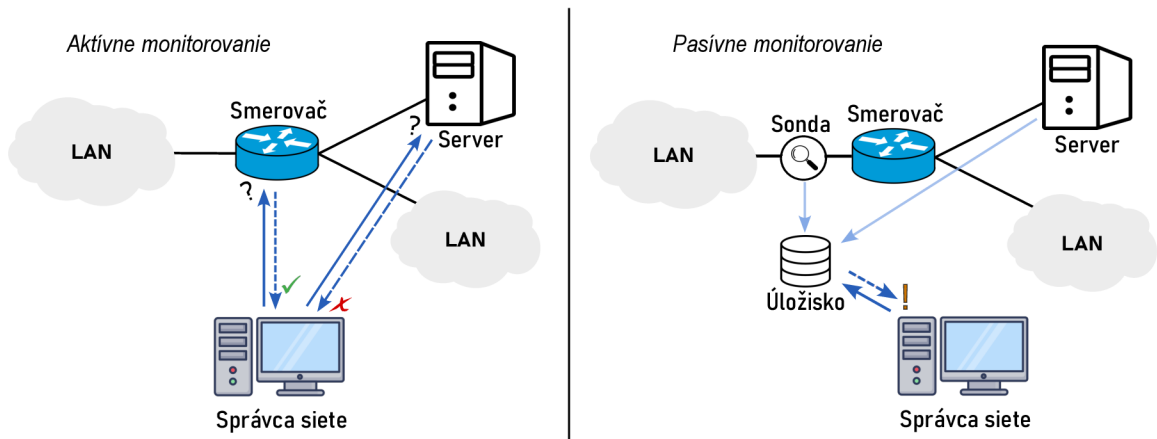 Aktívne monitorovanie
Smerovač
?
Server
LAN
?
LAN
Správca siete
Pasívne monitorovanie
Sonda
Smerovač
Server
LAN
LAN
Úložisko
!
Správca siete